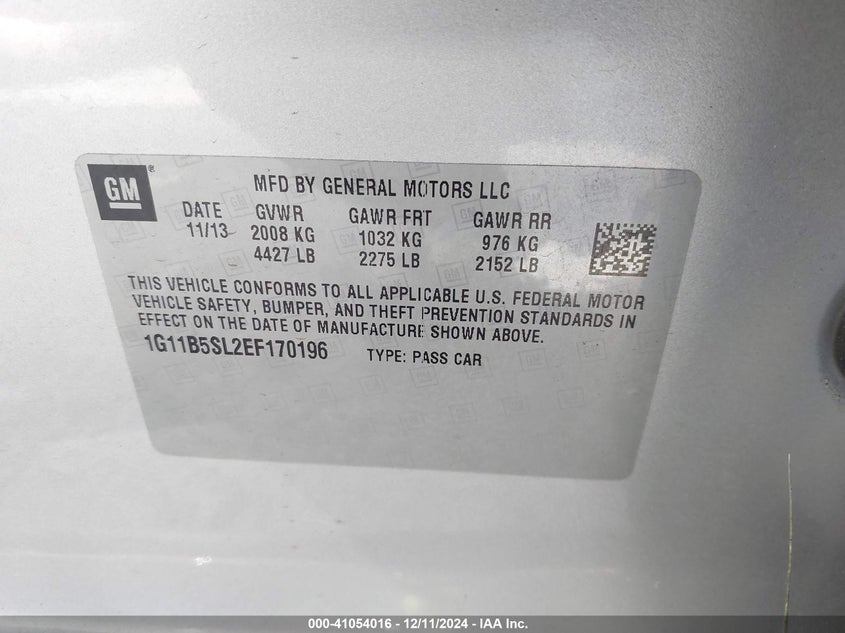 GM
MFD BY GENERAL MOTORS LLC
DATE GVWR GAWR FRT GAWR RR
11/13 2008 KG 1032 KG 976 KG
4427 LB 2275 LB 2152 LB
THIS VEHICLE CONFORMS TO ALL APPLICABLE U.S. FEDERAL MOTOR
VEHICLE SAFETY, BUMPER, AND THEFT PREVENTION STANDARDS IN
EFFECT ON THE DATE OF MANUFACTURE SHOWN ABOVE.
1G11B5SL2EF170196 TYPE: PASS CAR
000-41054016 - 12/11/2024 - IAA Inc.